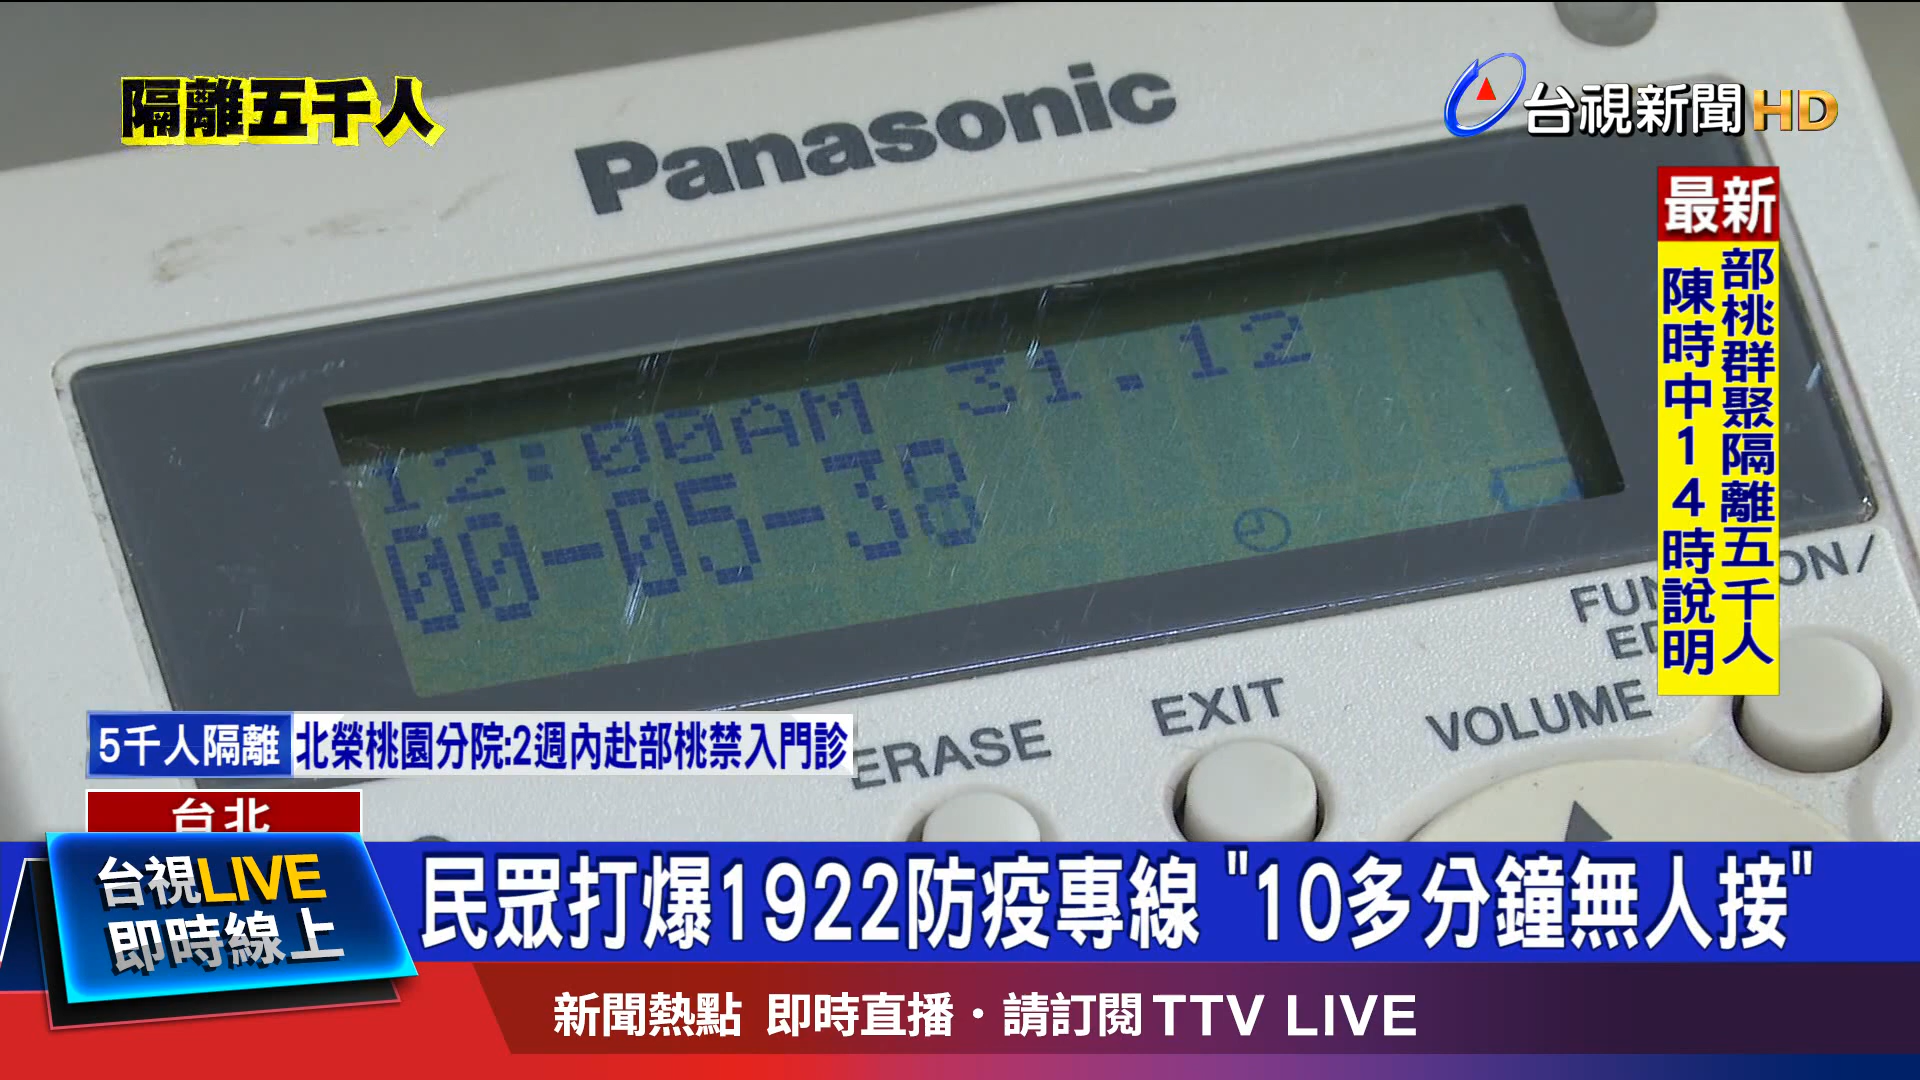 隔離五千人
台視新聞HD
Panasonic
最新
部桃群聚隔離五千人
陳時中14時說明
12:00AM 31.12
00-05-38
ERASE
EXIT
VOLUME
5千人隔離 北榮桃園分院:2週內赴部桃禁入門診
台北
台視LIVE
即時線上
民眾打爆1922防疫專線 "10多分鐘無人接"
新聞熱點 即時直播・請訂閱TTV LIVE